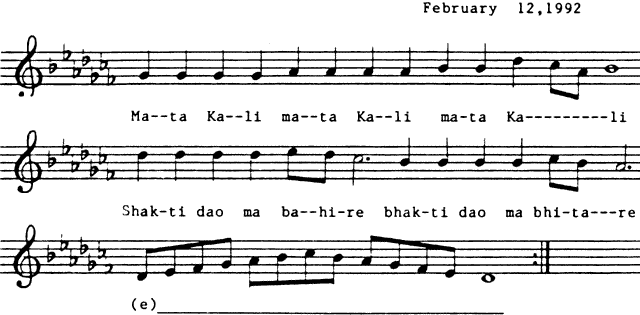 February 12,1992
Ma--ta Ka--li ma--ta Ka--li ma-ta Ka---------li
Shak-ti dao ma ba--hi-re bhak-ti dao ma bhi-ta---re
(e)______________________________